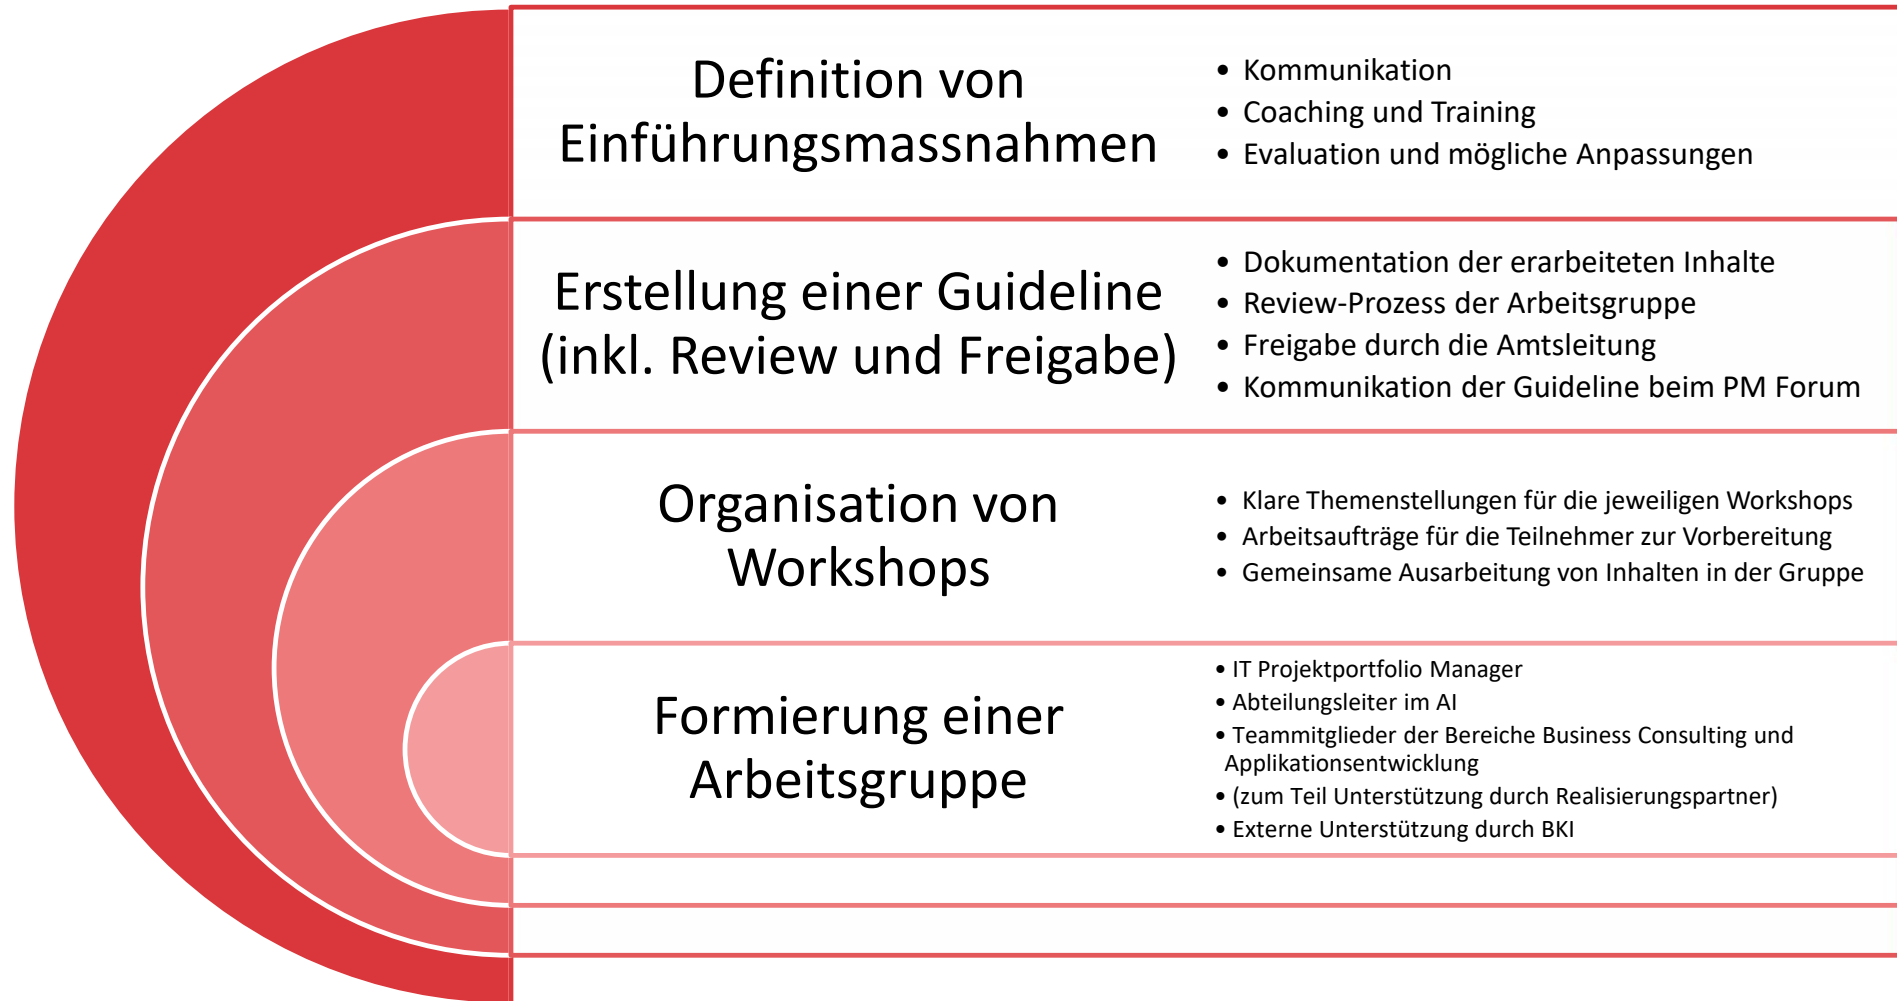 Definition von
Einführungsmassnahmen
• Kommunikation
• Coaching und Training
• Evaluation und mögliche Anpassungen
Erstellung einer Guideline
(inkl. Review und Freigabe)
• Dokumentation der erarbeiteten Inhalte
• Review-Prozess der Arbeitsgruppe
• Freigabe durch die Amtsleitung
• Kommunikation der Guideline beim PM Forum
Organisation von
Workshops
• Klare Themenstellungen für die jeweiligen Workshops
• Arbeitsaufträge für die Teilnehmer zur Vorbereitung
• Gemeinsame Ausarbeitung von Inhalten in der Gruppe
Formierung einer
Arbeitsgruppe
• IT Projektportfolio Manager
• Abteilungsleiter im AI
• Teammitglieder der Bereiche Business Consulting und
Applikationsentwicklung
• (zum Teil Unterstützung durch Realisierungspartner)
• Externe Unterstützung durch BKI